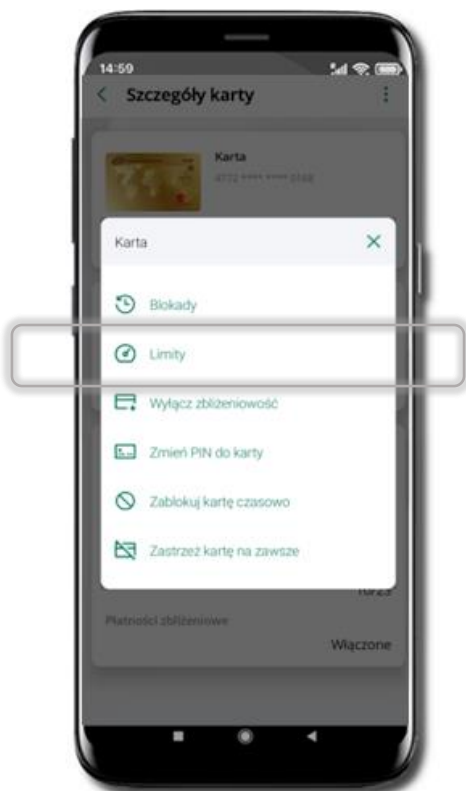 14:59
Szczegóły karty
Karta
Karta
Blokady
Limity
Wyłącz zbliżeniowość
Zmień PIN do karty
Zablokuj kartę czasowo
Zastrzeż kartę na zawsze
Płatności zbliżeniowe
Włączone